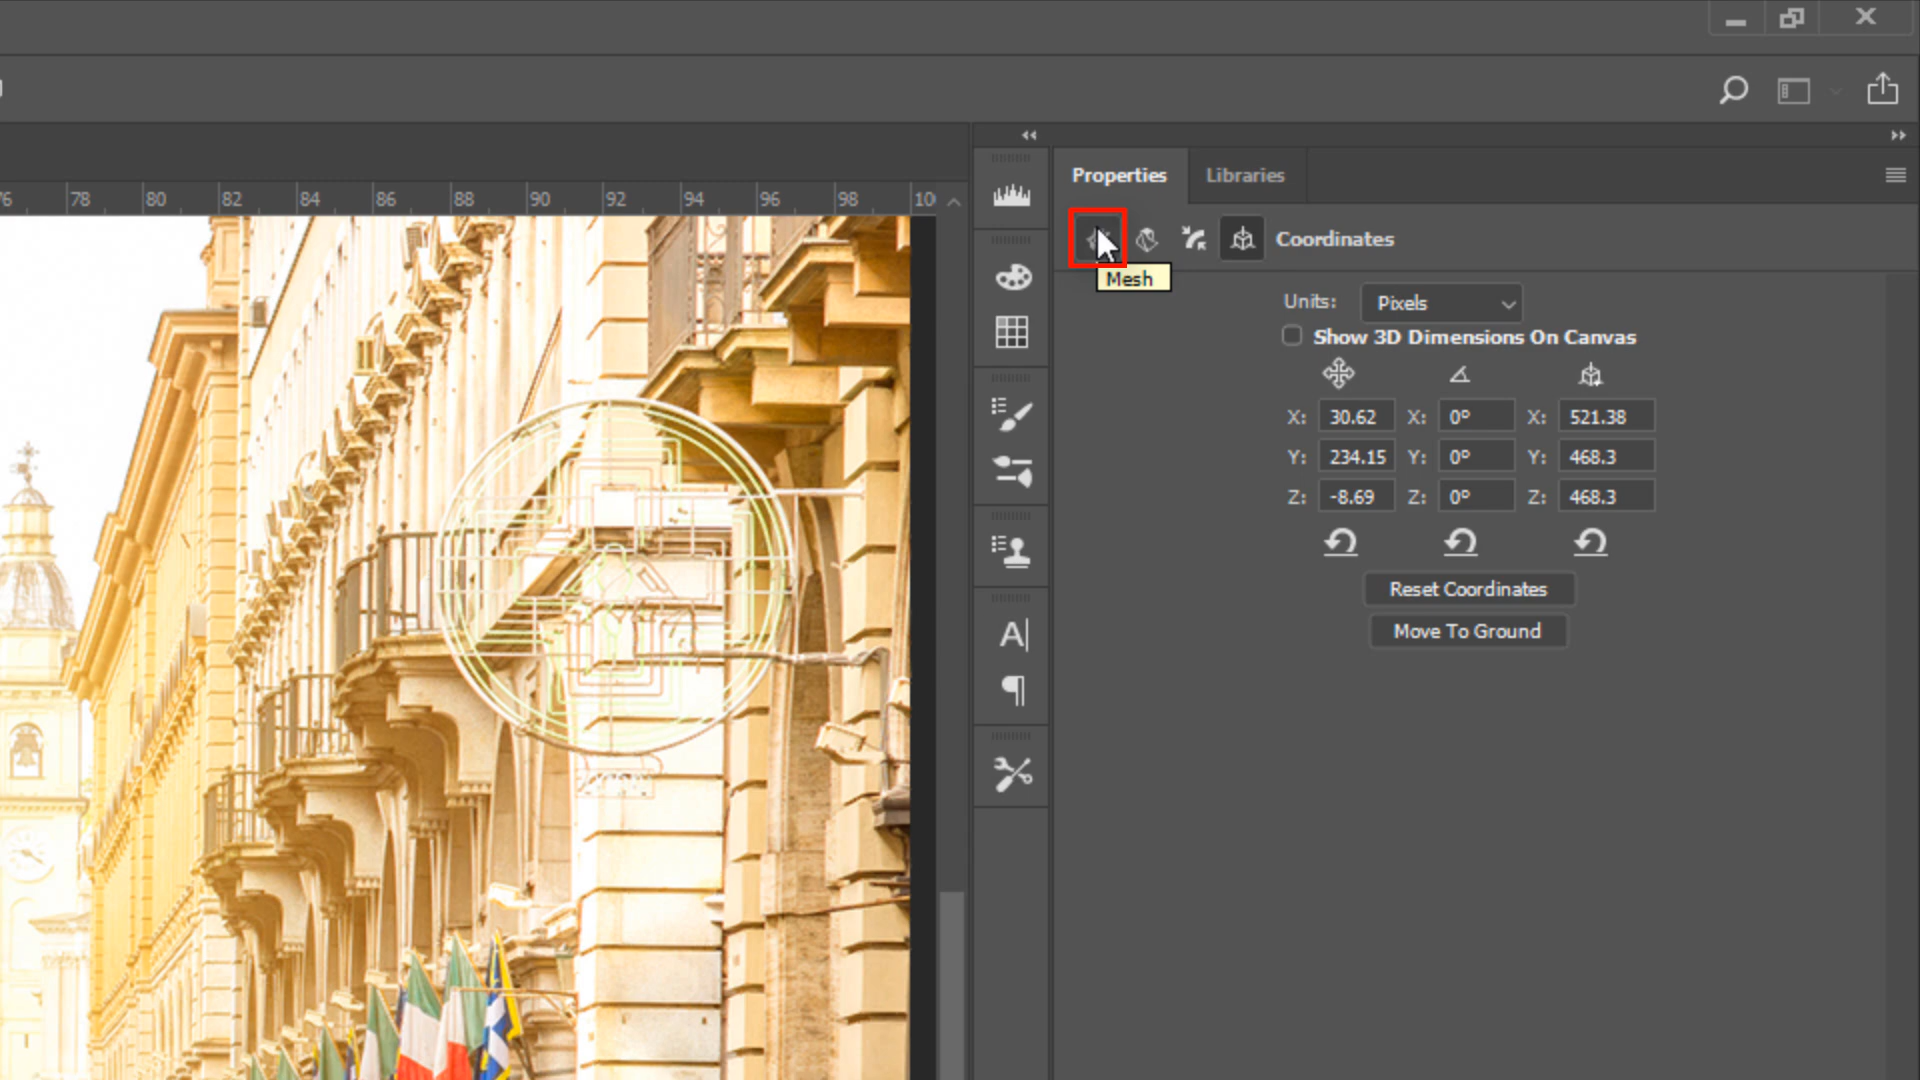 Properties
Libraries
78 80 82 84 86 88 90 92 94 96 98 10
Coordinates
Mesh
Units: Pixels
Show 3D Dimensions On Canvas
X: 30.62 X: 0° X: 521.38
Y: 234.15 Y: 0° Y: 468.3
Z: -8.69 Z: 0° Z: 468.3
Reset Coordinates
Move To Ground